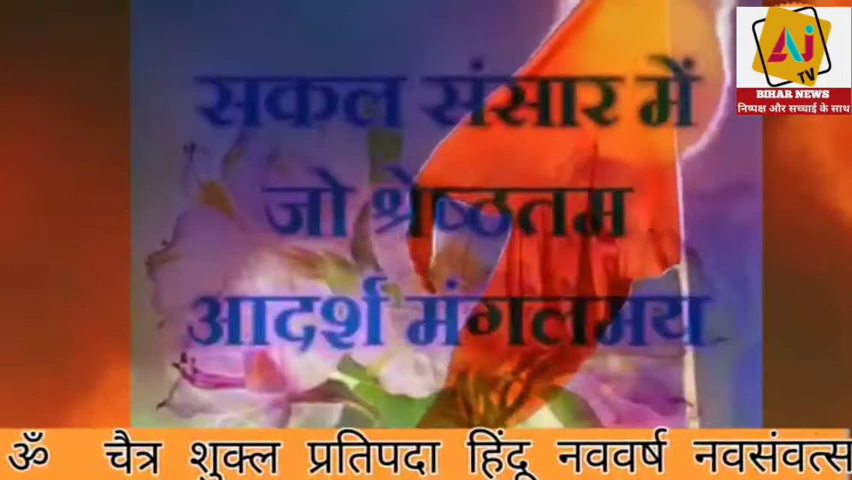 सकल संसार में
जो श्रेष्ठतम
आदर्श मंगलमय
AJ
TV
BIHAR NEWS
निष्पक्ष और सच्चाई के साथ
ॐ चैत्र शुक्ल प्रतिपदा हिंदू नववर्ष नवसंवत्स